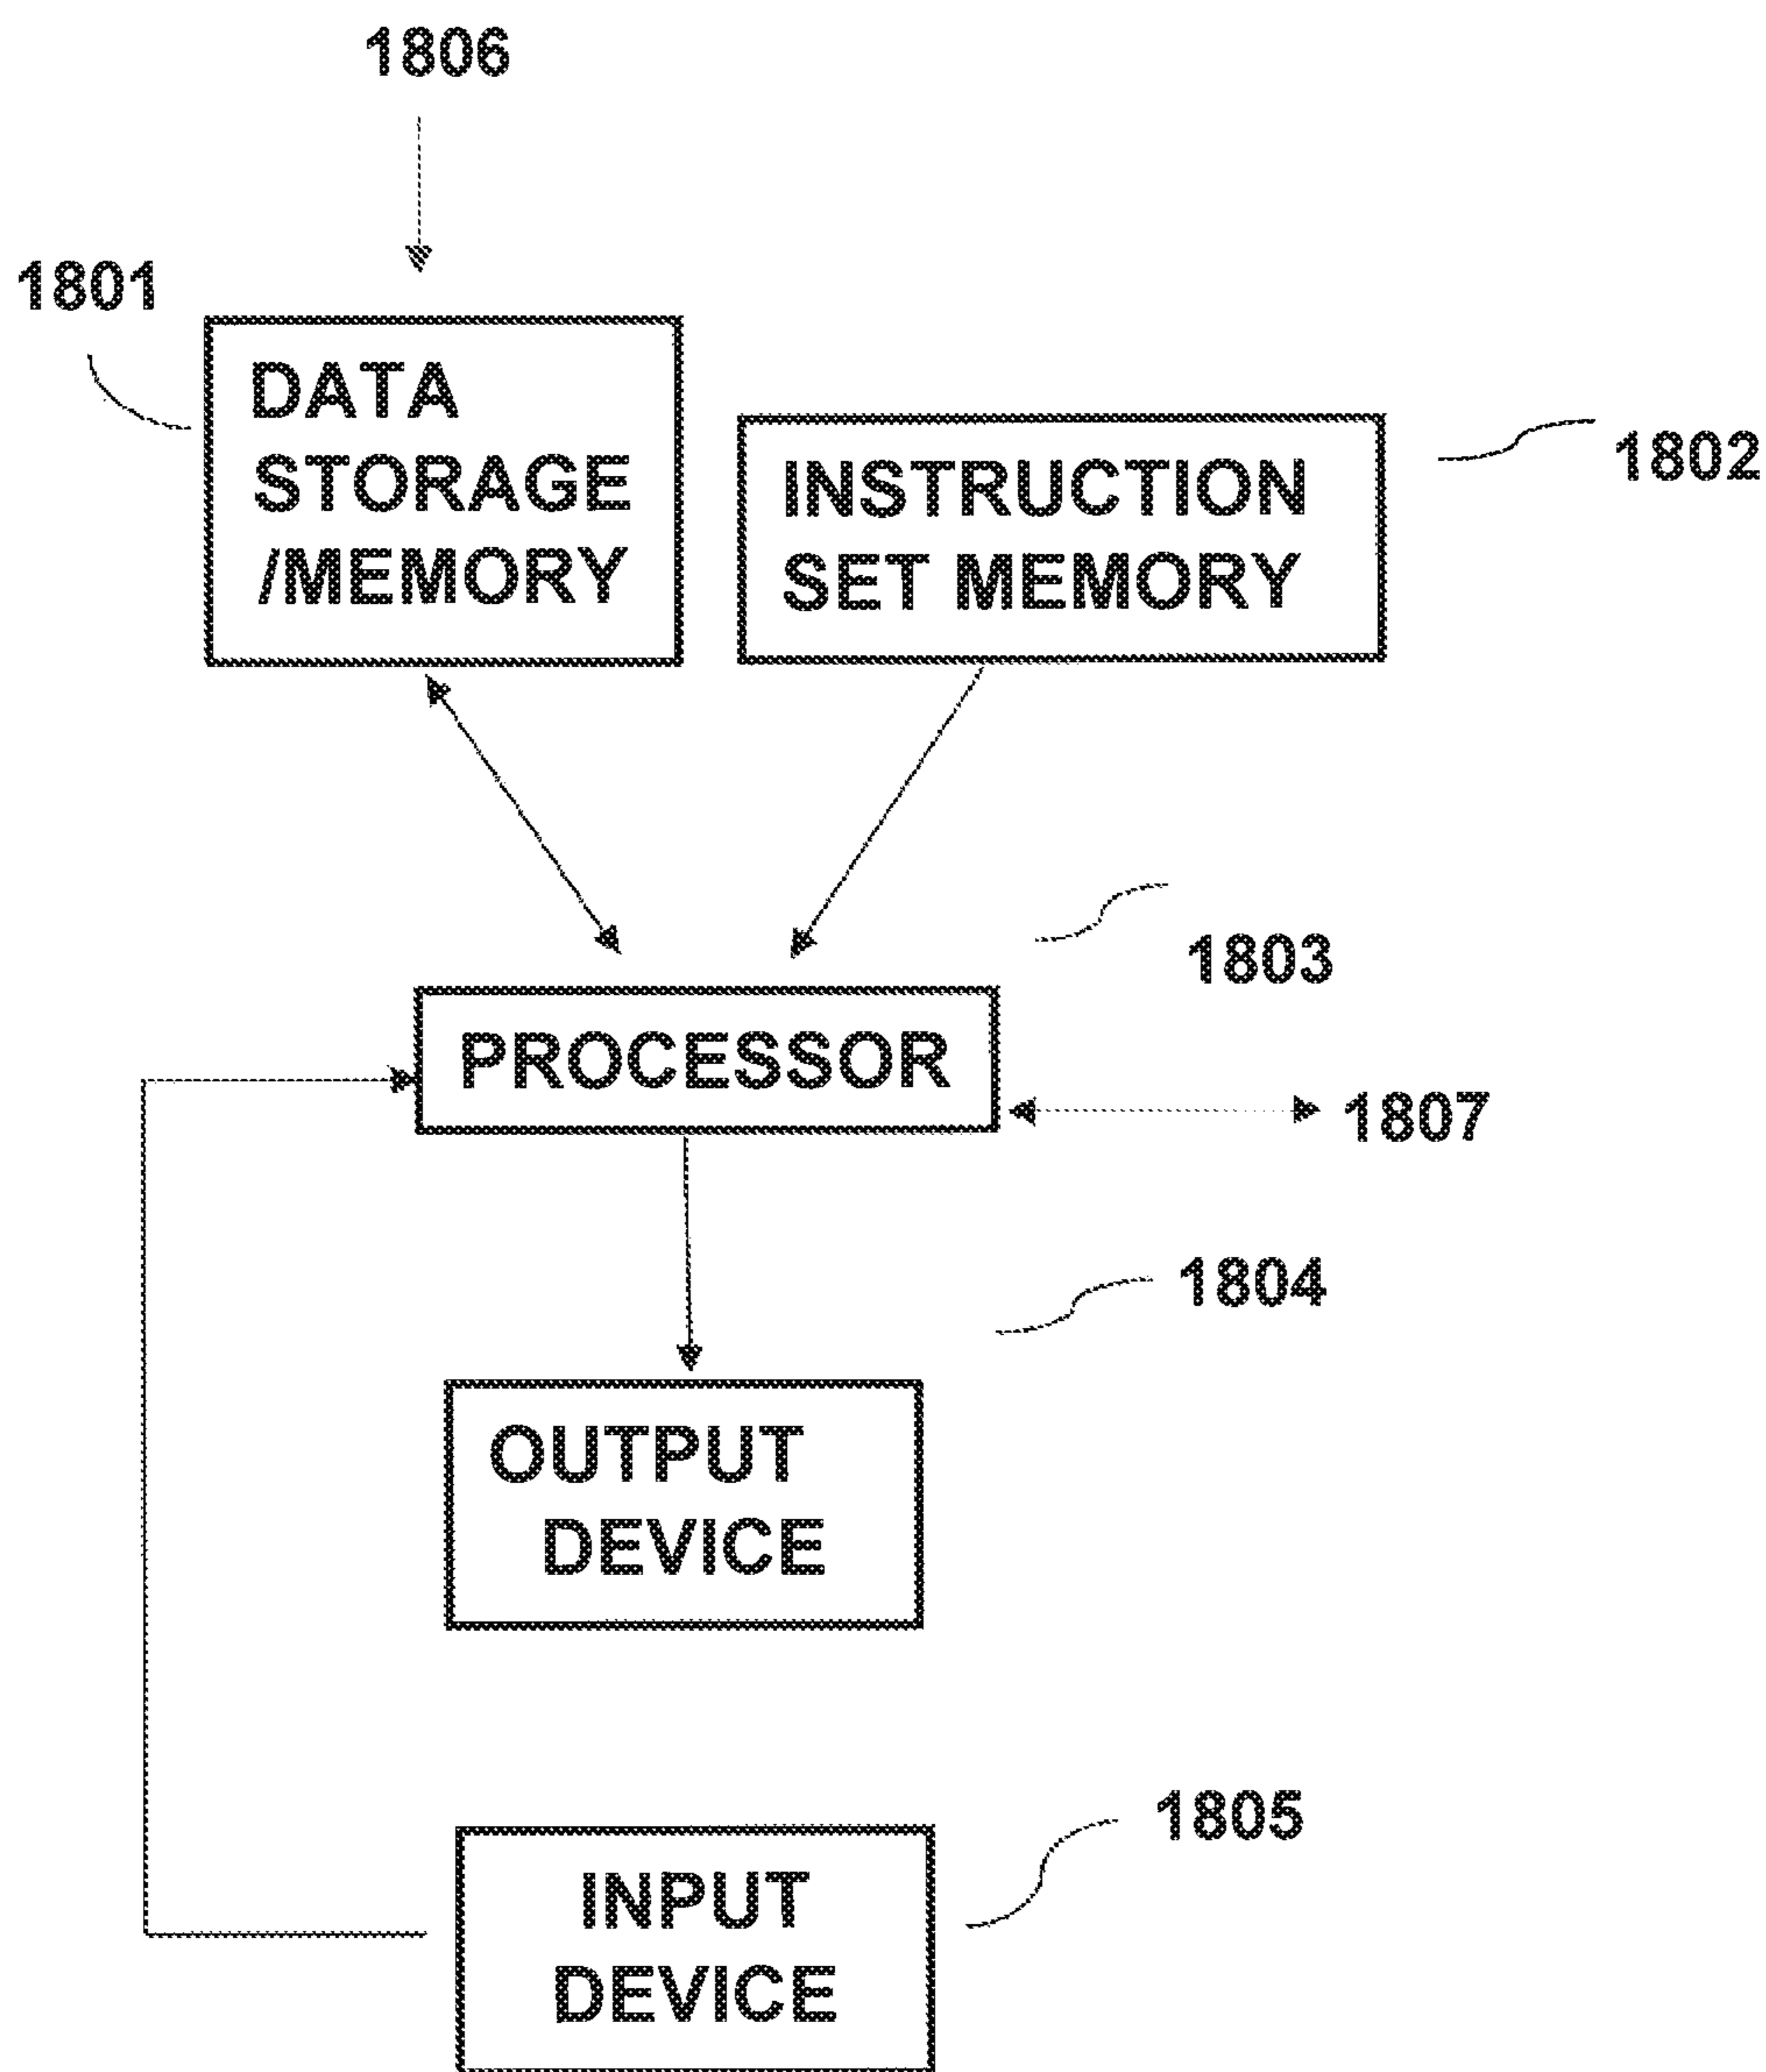 1806
1801
DATA
STORAGE
/MEMORY
INSTRUCTION
SET MEMORY
1802
1803
PROCESSOR
1807
1804
OUTPUT
DEVICE
1805
INPUT
DEVICE